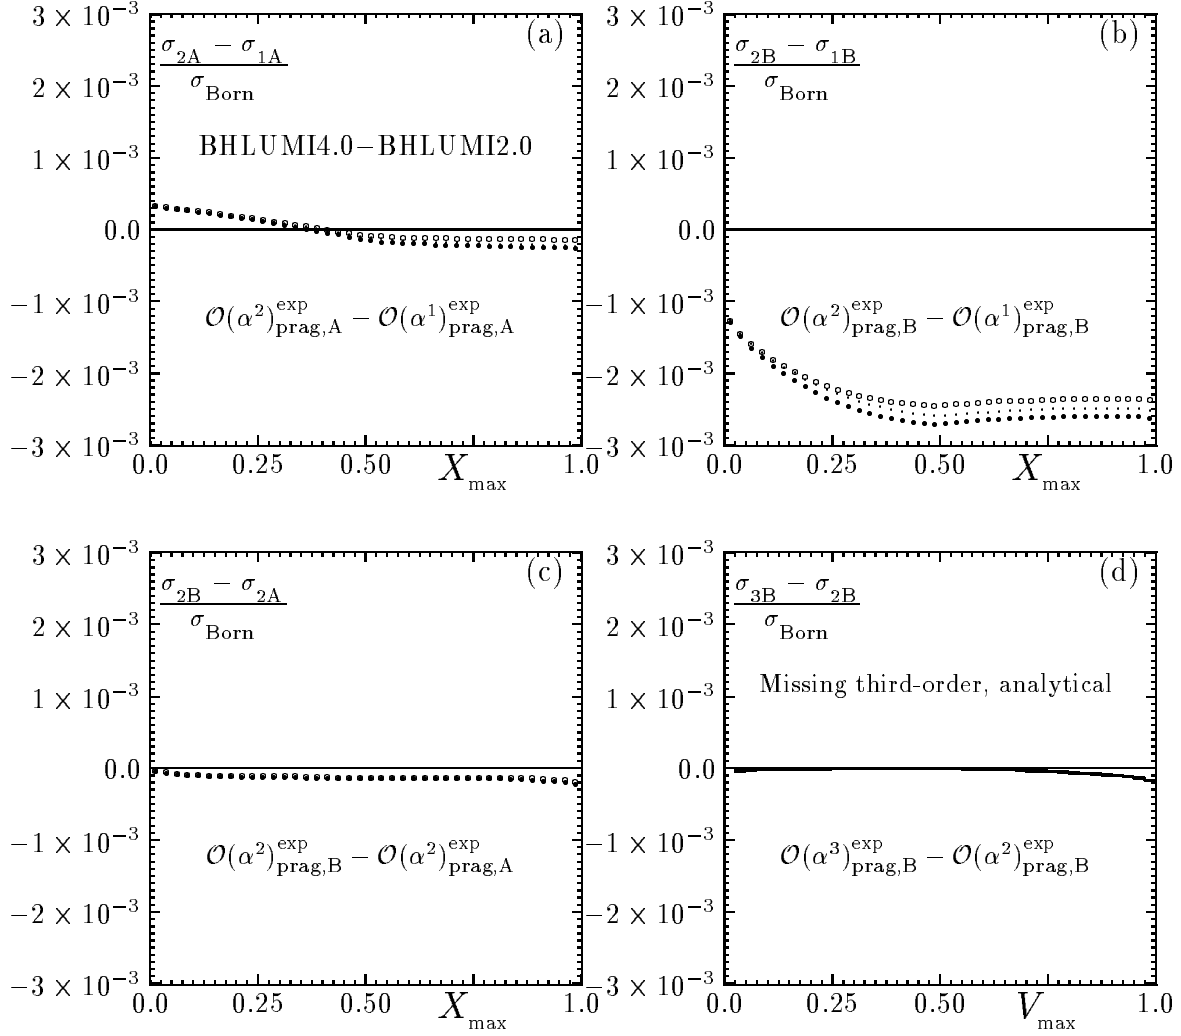 (a)
σ_2A − σ_1A
σ_Born
BHLUMI4.0−BHLUMI2.0
𝒪(α²)^exp_prag,A − 𝒪(α¹)^exp_prag,A
3 × 10⁻³
2 × 10⁻³
1 × 10⁻³
0.0
−1 × 10⁻³
−2 × 10⁻³
−3 × 10⁻³
0.0 0.25 0.50 X_max 1.0
(b)
σ_2B − σ_1B
σ_Born
𝒪(α²)^exp_prag,B − 𝒪(α¹)^exp_prag,B
3 × 10⁻³
2 × 10⁻³
1 × 10⁻³
0.0
−1 × 10⁻³
−2 × 10⁻³
−3 × 10⁻³
0.0 0.25 0.50 X_max 1.0
(c)
σ_2B − σ_2A
σ_Born
𝒪(α²)^exp_prag,B − 𝒪(α²)^exp_prag,A
3 × 10⁻³
2 × 10⁻³
1 × 10⁻³
0.0
−1 × 10⁻³
−2 × 10⁻³
−3 × 10⁻³
0.0 0.25 0.50 X_max 1.0
(d)
σ_3B − σ_2B
σ_Born
Missing third-order, analytical
𝒪(α³)^exp_prag,B − 𝒪(α²)^exp_prag,B
3 × 10⁻³
2 × 10⁻³
1 × 10⁻³
0.0
−1 × 10⁻³
−2 × 10⁻³
−3 × 10⁻³
0.0 0.25 0.50 V_max 1.0